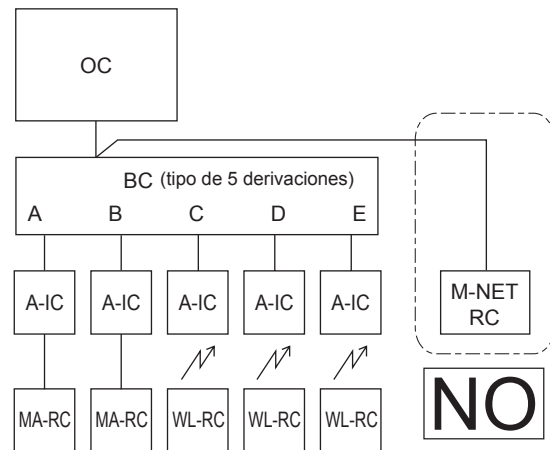 OC
BC (tipo de 5 derivaciones)
A B C D E
A-IC A-IC A-IC A-IC A-IC
M-NET
RC
MA-RC MA-RC WL-RC WL-RC WL-RC
NO